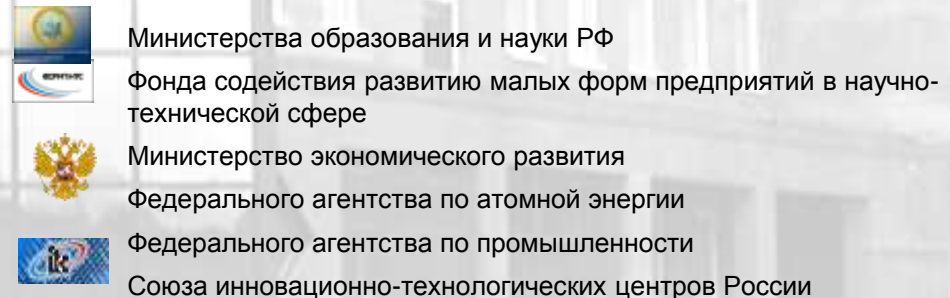 Министерства образования и науки РФ
Фонда содействия развитию малых форм предприятий в научно-
технической сфере
Министерство экономического развития
Федерального агентства по атомной энергии
Федерального агентства по промышленности
Союза инновационно-технологических центров России